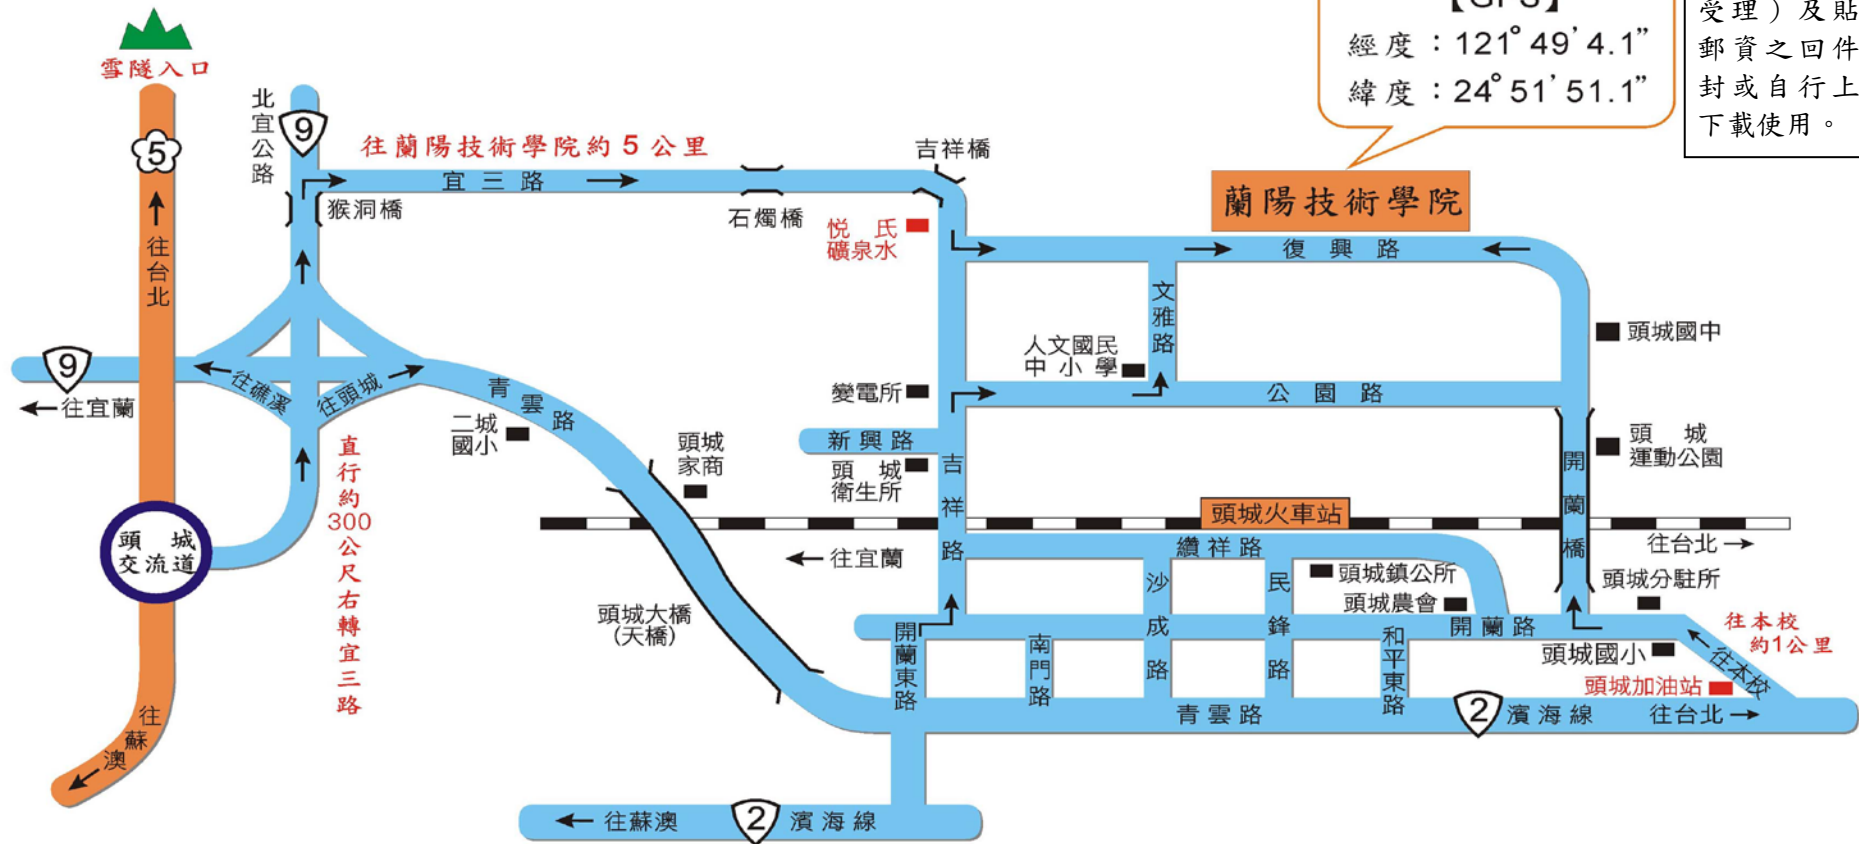 【GPS】
經度：121°49’4.1”
緯度：24°51’51.1”
受理）及貼
郵資之回件
封或自行上
下載使用。
雪隧入口
5
往台北
北宜公路
9
往蘭陽技術學院約 5 公里
宜三路
猴洞橋
石燭橋
吉祥橋
悦氏
礦泉水
蘭陽技術學院
復興路
文雅路
人文國民
中小學
頭城國中
9
往宜蘭
往礁溪
往頭城
青雲路
二城
國小
變電所
公園路
新興路
頭城
衛生所
吉祥路
頭城
運動公園
開蘭橋
頭城
家商
直行約
300
公尺右轉宜三路
頭城
交流道
頭城火車站
往宜蘭
纘祥路
往台北
頭城鎮公所
頭城農會
頭城分駐所
頭城大橋
(天橋)
開蘭東路
南門路
沙成路
民鋒路
和平東路
開蘭路
頭城國小
往本校
約1公里
往本校
頭城加油站
青雲路
2
濱海線
往台北
往蘇澳
往蘇澳
2
濱海線